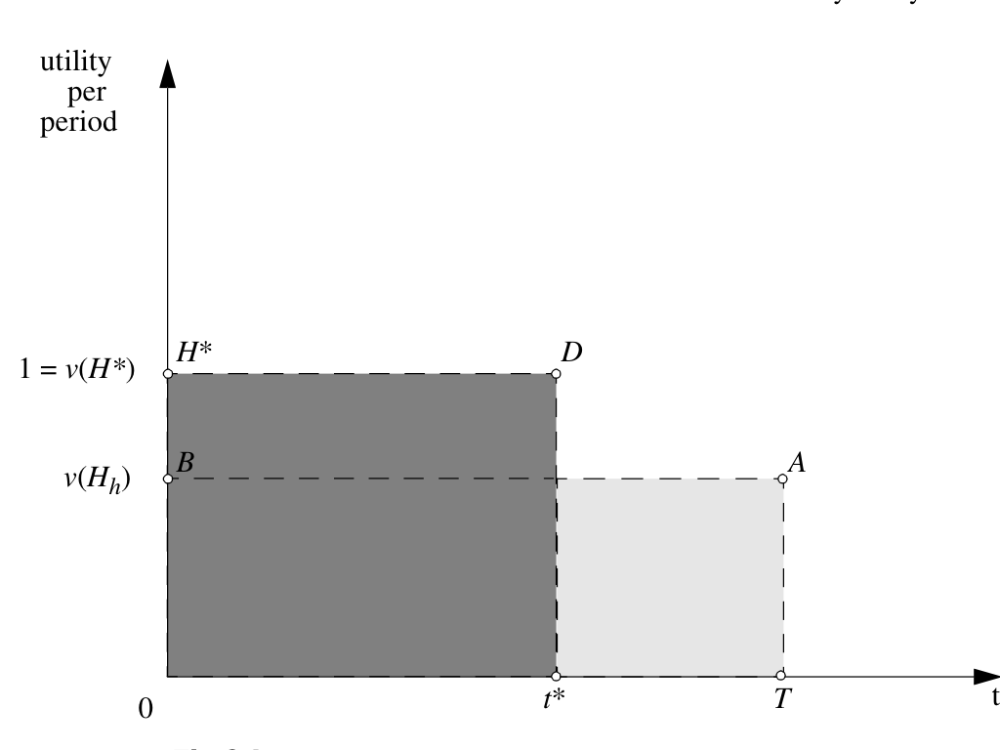 utility
per
period
H*
D
1 = v(H*)
B
A
v(H_h)
t*
T
t
0